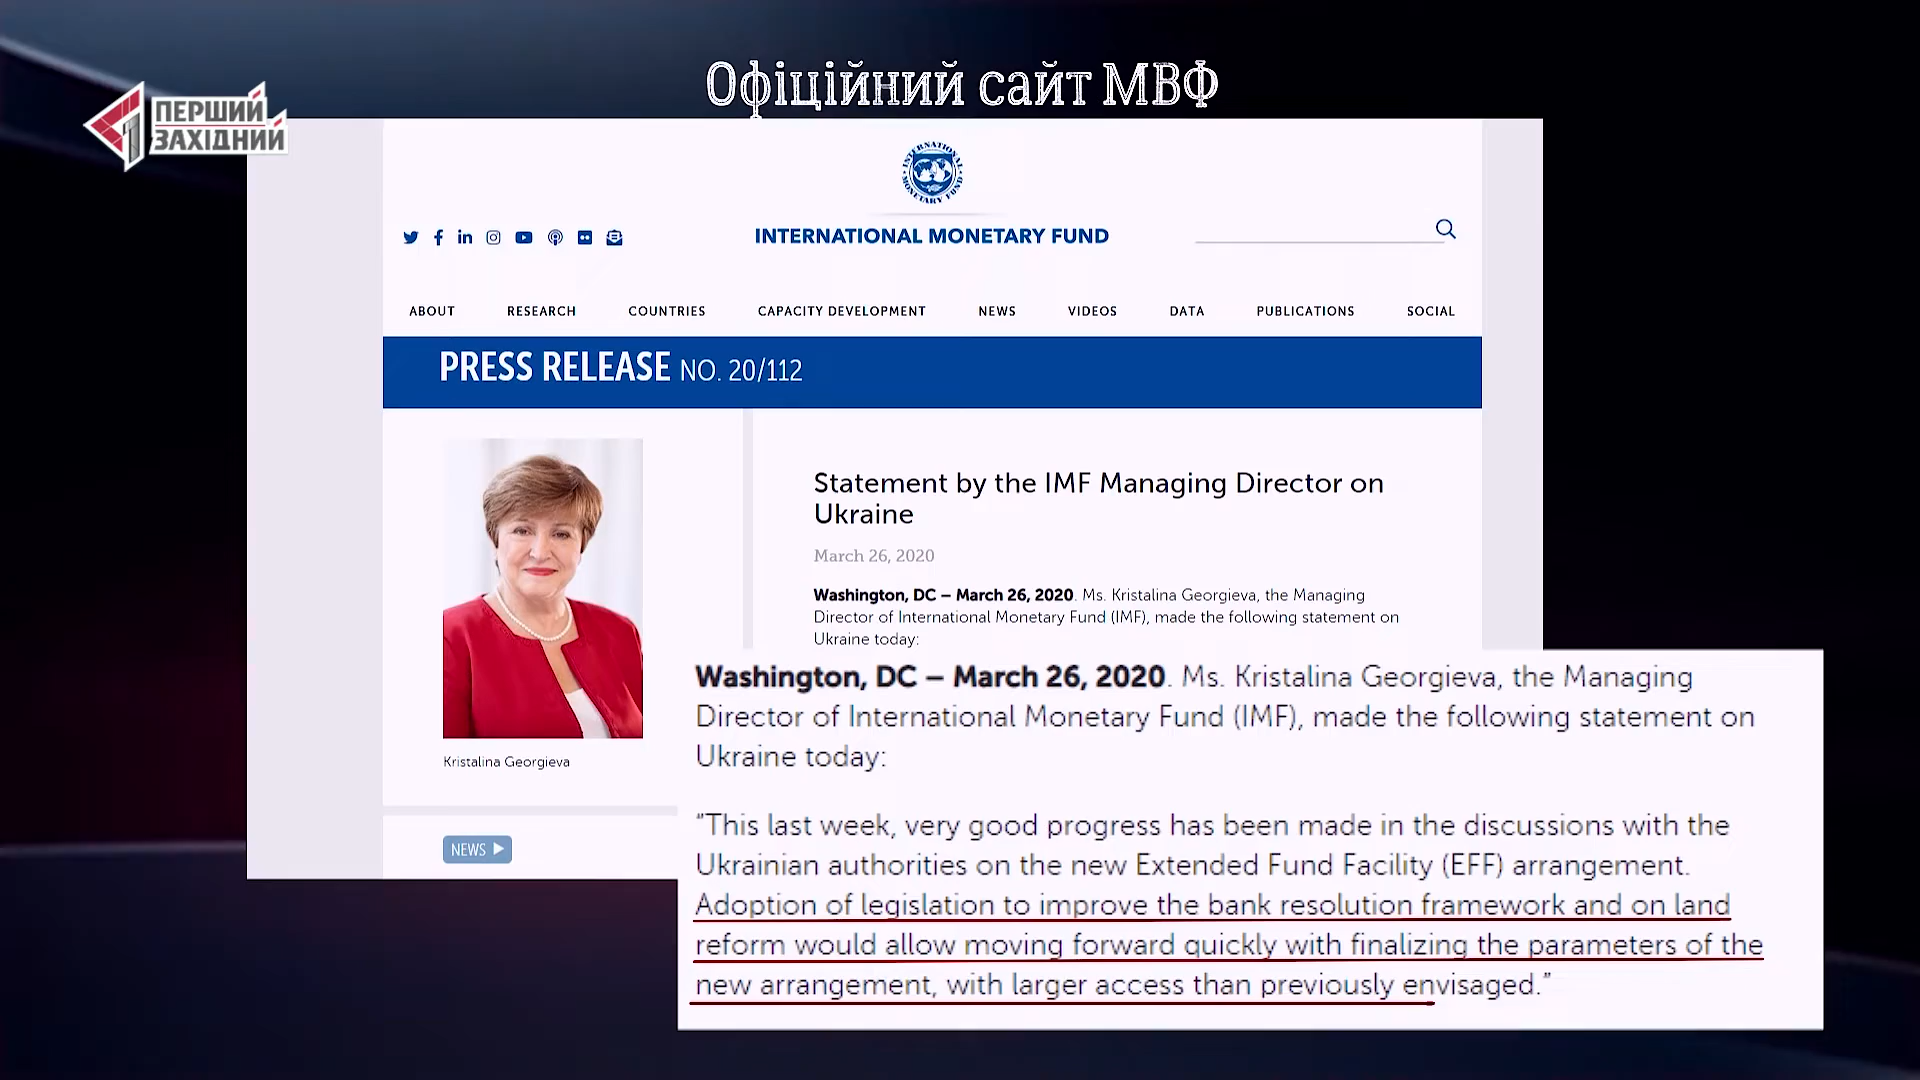 Офіційний сайт МВФ
ПЕРШИЙ
ЗАХІДНИЙ
INTERNATIONAL MONETARY FUND
INTERNATIONAL MONETARY FUND
ABOUT RESEARCH COUNTRIES CAPACITY DEVELOPMENT NEWS VIDEOS DATA PUBLICATIONS SOCIAL
PRESS RELEASE NO. 20/112
Statement by the IMF Managing Director on
Ukraine
March 26, 2020
Washington, DC – March 26, 2020. Ms. Kristalina Georgieva, the Managing
Director of International Monetary Fund (IMF), made the following statement on
Ukraine today:
Kristalina Georgieva
NEWS
Washington, DC – March 26, 2020. Ms. Kristalina Georgieva, the Managing
Director of International Monetary Fund (IMF), made the following statement on
Ukraine today:
“This last week, very good progress has been made in the discussions with the
Ukrainian authorities on the new Extended Fund Facility (EFF) arrangement.
Adoption of legislation to improve the bank resolution framework and on land
reform would allow moving forward quickly with finalizing the parameters of the
new arrangement, with larger access than previously envisaged.”